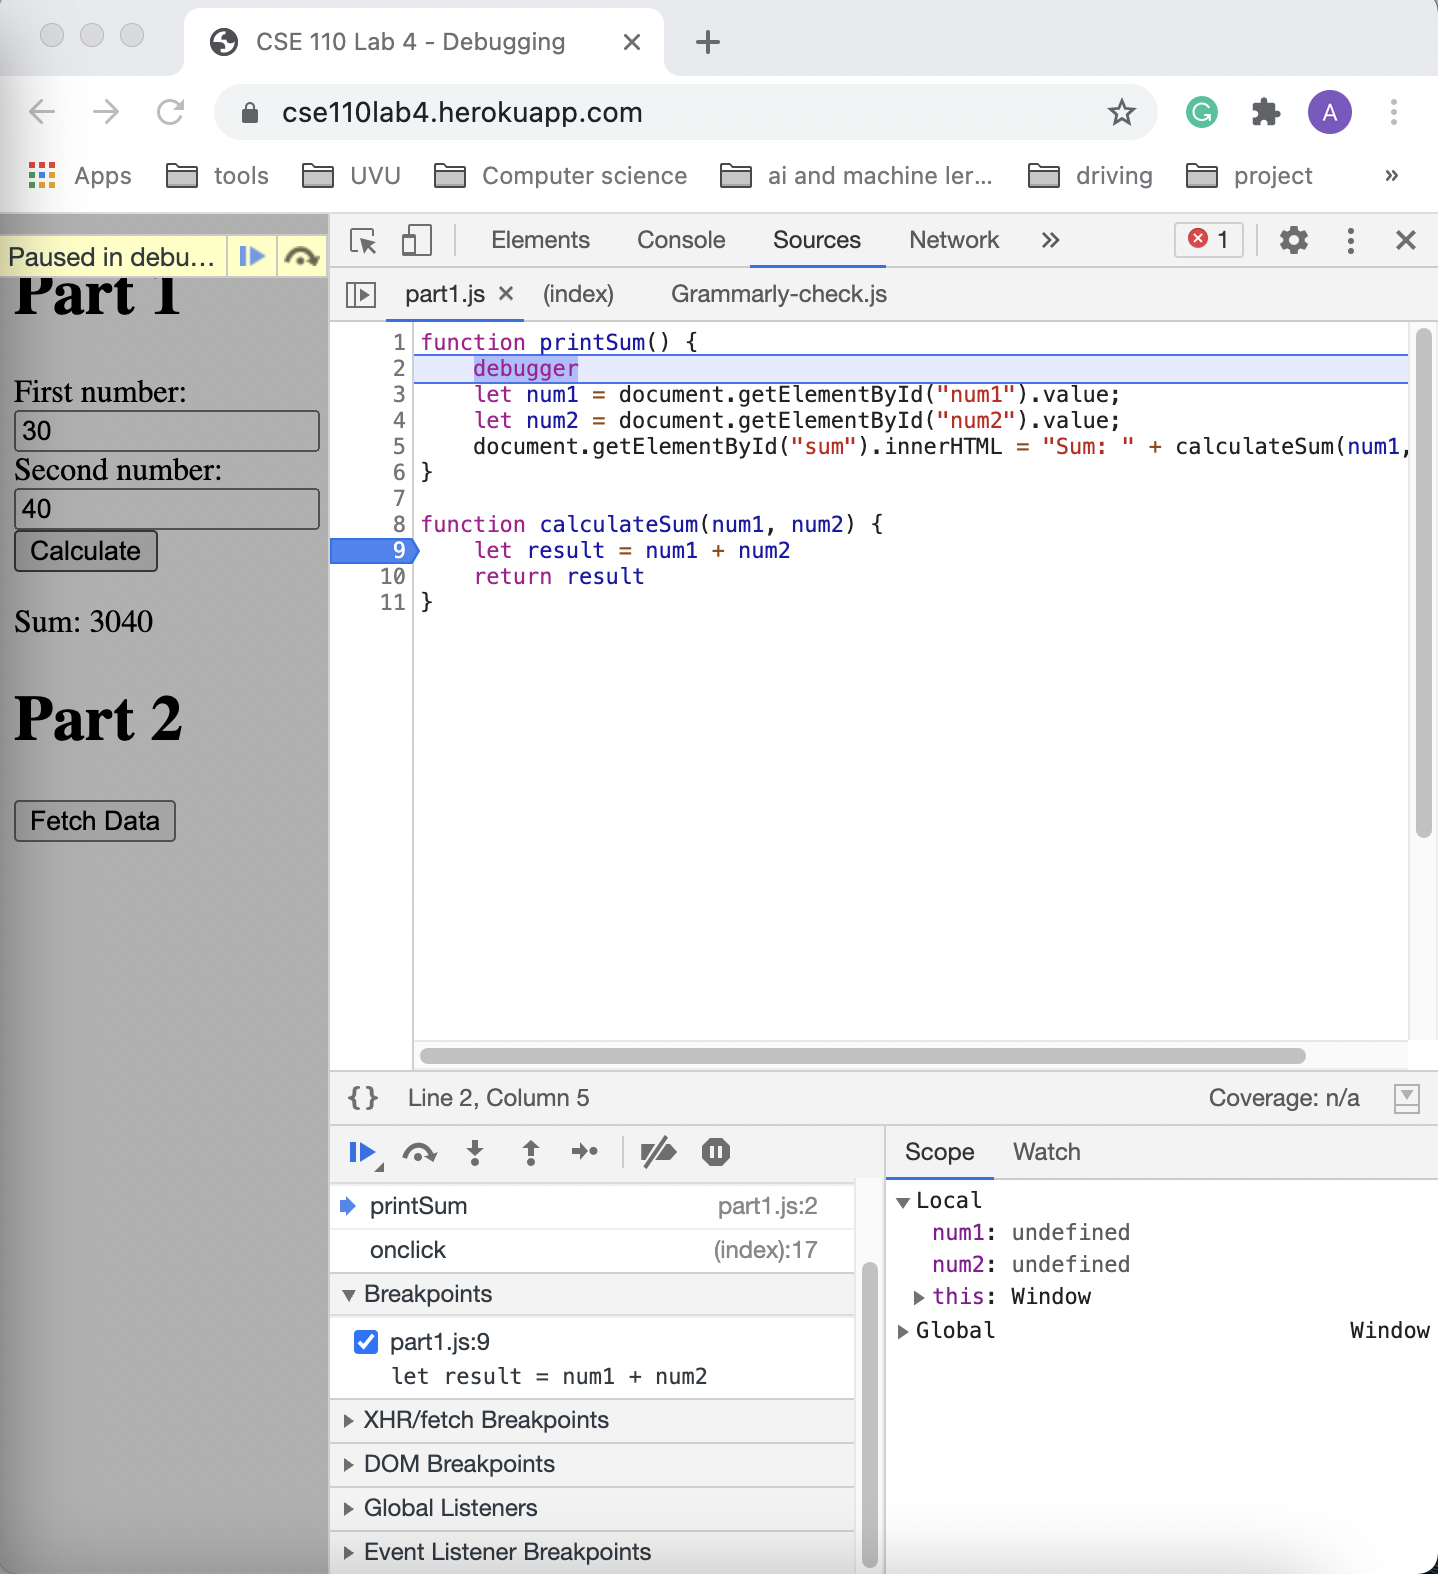 CSE 110 Lab 4 - Debugging
cse110lab4.herokuapp.com
G
A
Apps tools UVU Computer science ai and machine ler... driving project »
Paused in debu...
Part 1
First number:
30
Second number:
40
Calculate
Sum: 3040
Part 2
Fetch Data
Elements Console Sources Network » 1
part1.js (index) Grammarly-check.js
1 function printSum() {
2 debugger
3 let num1 = document.getElementById("num1").value;
4 let num2 = document.getElementById("num2").value;
5 document.getElementById("sum").innerHTML = "Sum: " + calculateSum(num1,
6 }
7
8 function calculateSum(num1, num2) {
9 let result = num1 + num2
10 return result
11 }
{} Line 2, Column 5 Coverage: n/a
printSum part1.js:2
onclick (index):17
Breakpoints
part1.js:9
let result = num1 + num2
XHR/fetch Breakpoints
DOM Breakpoints
Global Listeners
Event Listener Breakpoints
Scope Watch
Local
num1: undefined
num2: undefined
this: Window
Global Window